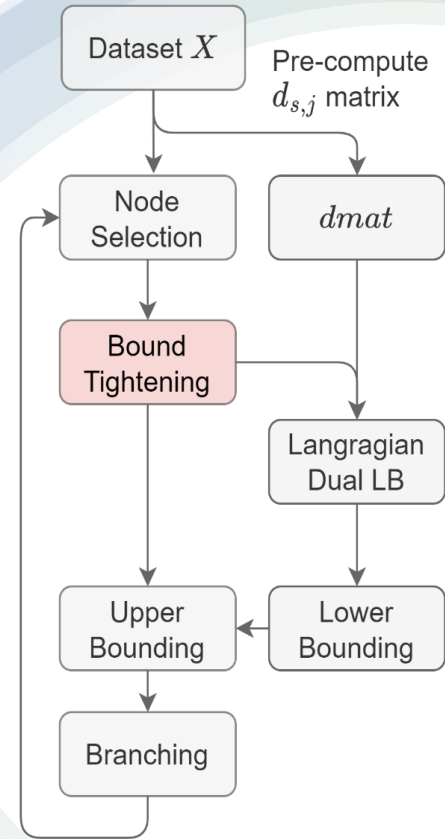 Dataset X
Pre-compute
d_{s,j} matrix
Node
Selection
dmat
Bound
Tightening
Langragian
Dual LB
Upper
Bounding
Lower
Bounding
Branching